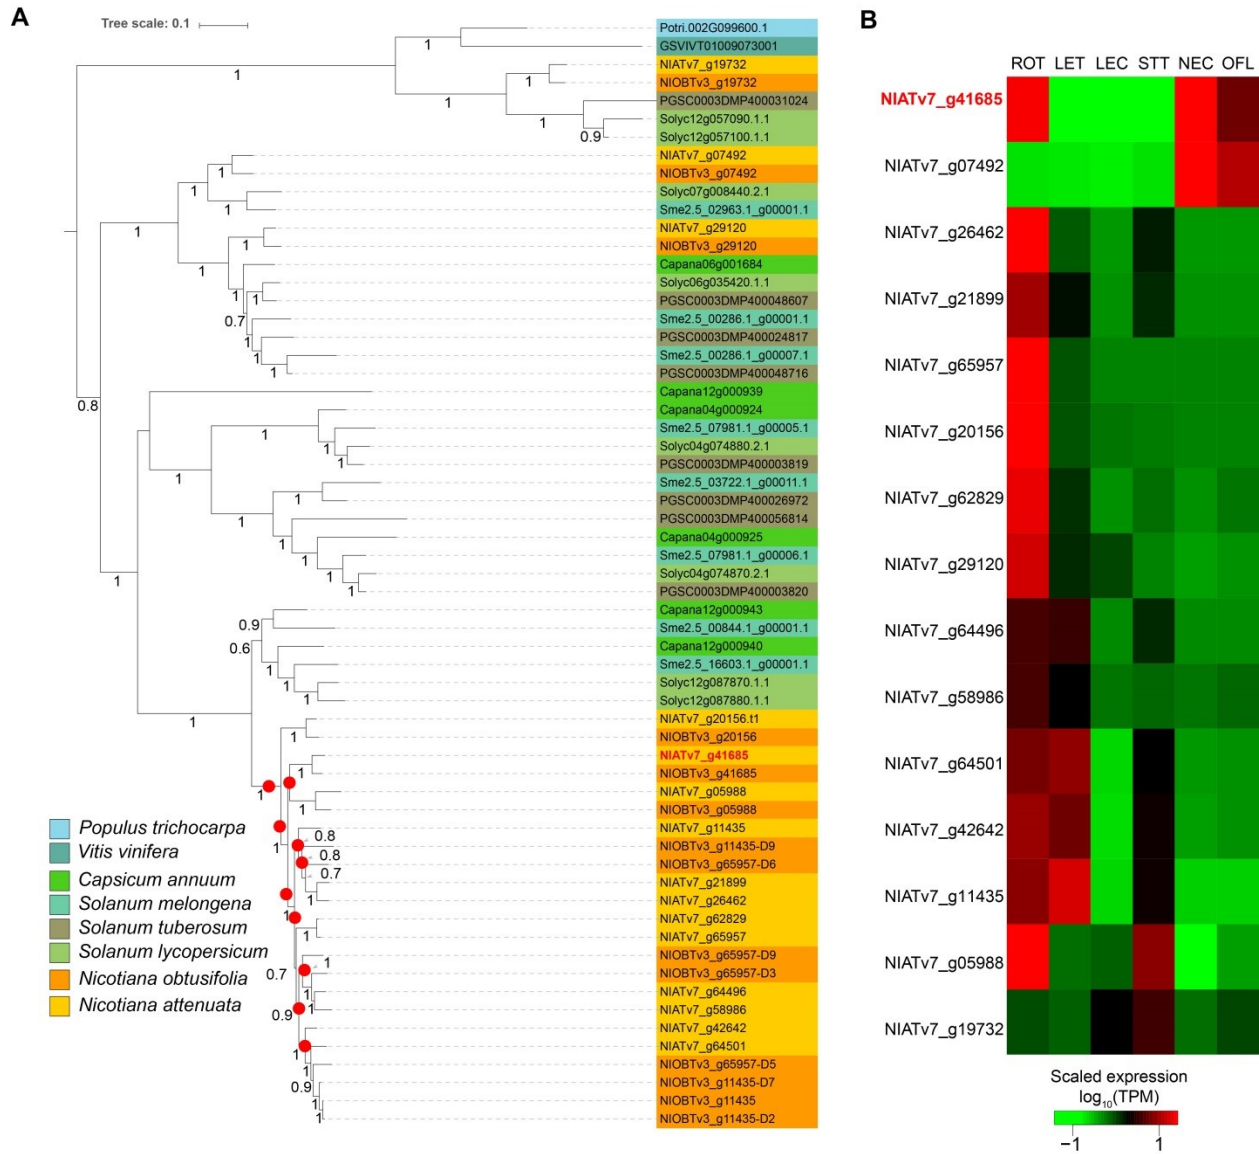 A
Tree scale: 0.1
Potri.002G099600.1
GSVIVT01009073001
NIATv7_g19732
NIOBTv3_g19732
PGSC0003DMP400031024
Solyc12g057090.1.1
Solyc12g057100.1.1
NIATv7_g07492
NIOBTv3_g07492
Solyc07g008440.2.1
Sme2.5_02963.1_g00001.1
NIATv7_g29120
NIOBTv3_g29120
Capana06g001684
Solyc06g035420.1.1
PGSC0003DMP400048607
Sme2.5_00286.1_g00001.1
PGSC0003DMP400024817
Sme2.5_00286.1_g00007.1
PGSC0003DMP400048716
Capana12g000939
Capana04g000924
Sme2.5_07981.1_g00005.1
Solyc04g074880.2.1
PGSC0003DMP400003819
Sme2.5_03722.1_g00011.1
PGSC0003DMP400026972
PGSC0003DMP400056814
Capana04g000925
Sme2.5_07981.1_g00006.1
Solyc04g074870.2.1
PGSC0003DMP400003820
Capana12g000943
Sme2.5_00844.1_g00001.1
Capana12g000940
Sme2.5_16603.1_g00001.1
Solyc12g087870.1.1
Solyc12g087880.1.1
NIATv7_g20156.t1
NIOBTv3_g20156
NIATv7_g41685
NIOBTv3_g41685
NIATv7_g05988
NIOBTv3_g05988
NIATv7_g11435
NIOBTv3_g11435-D9
NIOBTv3_g65957-D6
NIATv7_g21899
NIATv7_g26462
NIATv7_g62829
NIATv7_g65957
NIOBTv3_g65957-D9
NIOBTv3_g65957-D3
NIATv7_g64496
NIATv7_g58986
NIATv7_g42642
NIATv7_g64501
NIOBTv3_g65957-D5
NIOBTv3_g11435-D7
NIOBTv3_g11435
NIOBTv3_g11435-D2
1
1
1
1
1
0.9
1
1
1
1
1
1
1
0.7
1
1
1
0.8
1
1
1
1
1
1
1
1
1
1
1
1
0.9
0.6
1
1
1
1
1
1
1
1
0.8
0.8
0.7
1
1
1
0.7
1
1
1
0.9
1
1
0.9
1
1
Populus trichocarpa
Vitis vinifera
Capsicum annuum
Solanum melongena
Solanum tuberosum
Solanum lycopersicum
Nicotiana obtusifolia
Nicotiana attenuata
B
ROT LET LEC STT NEC OFL
NIATv7_g41685
NIATv7_g07492
NIATv7_g26462
NIATv7_g21899
NIATv7_g65957
NIATv7_g20156
NIATv7_g62829
NIATv7_g29120
NIATv7_g64496
NIATv7_g58986
NIATv7_g64501
NIATv7_g42642
NIATv7_g11435
NIATv7_g05988
NIATv7_g19732
Scaled expression
log10(TPM)
−1 1